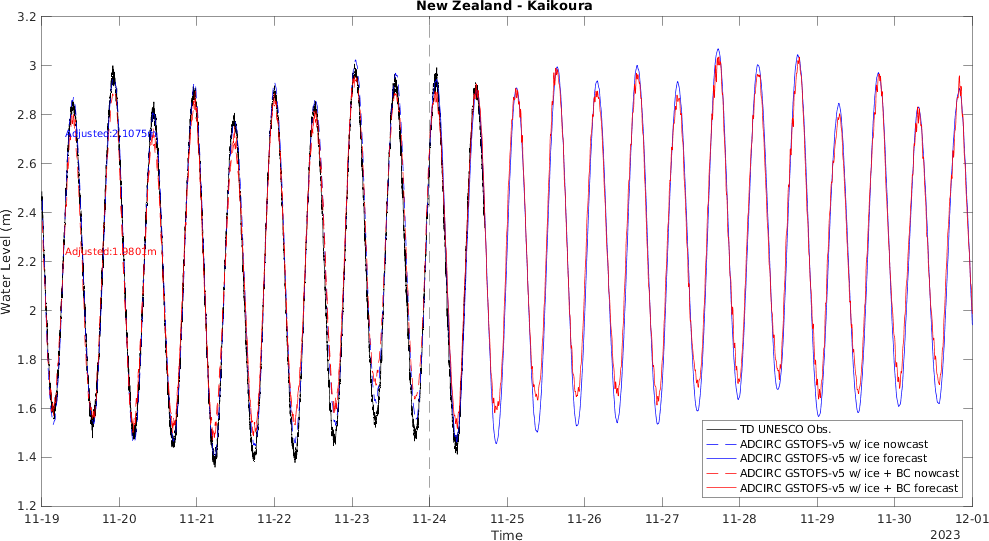 New Zealand - Kaikoura
Water Level (m)
3.2
3
2.8
2.6
2.4
2.2
2
1.8
1.6
1.4
1.2
Adjusted:2.1075m
Adjusted:1.9801m
TD UNESCO Obs.
ADCIRC GSTOFS-v5 w/ ice nowcast
ADCIRC GSTOFS-v5 w/ ice forecast
ADCIRC GSTOFS-v5 w/ ice + BC nowcast
ADCIRC GSTOFS-v5 w/ ice + BC forecast
11-19 11-20 11-21 11-22 11-23 11-24 11-25 11-26 11-27 11-28 11-29 11-30 12-01
Time
2023